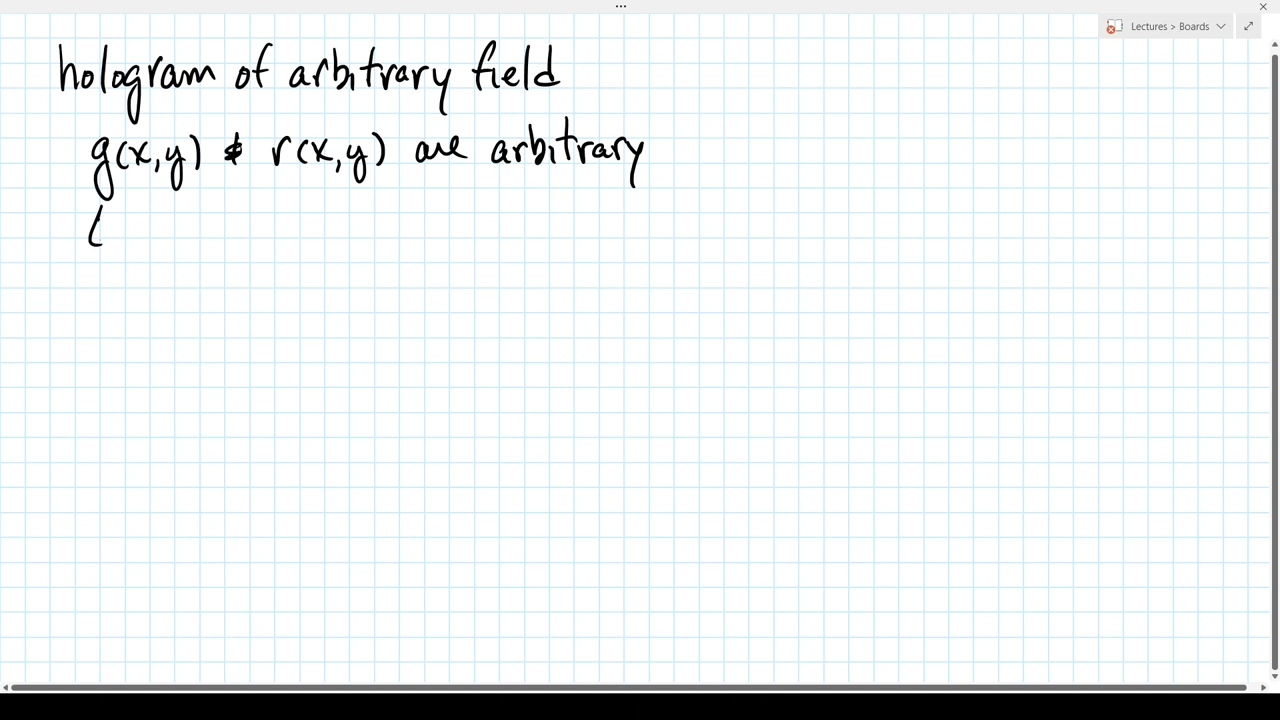 Lectures > Boards
hologram of arbitrary field
g(x,y) & r(x,y) are arbitrary
(